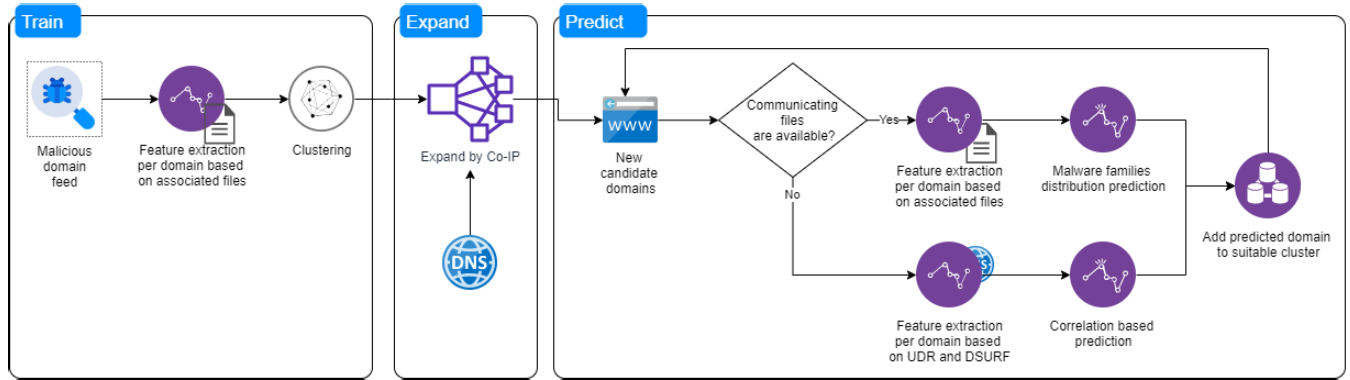 Train
Malicious
domain
feed
Feature extraction
per domain based
on associated files
Clustering
Expand
Expand by Co-IP
DNS
Predict
www
New
candidate
domains
Communicating
files
are available?
Yes
No
Feature extraction
per domain based
on associated files
Malware families
distribution prediction
DNS
Feature extraction
per domain based
on UDR and DSURF
Correlation based
prediction
Add predicted domain
to suitable cluster